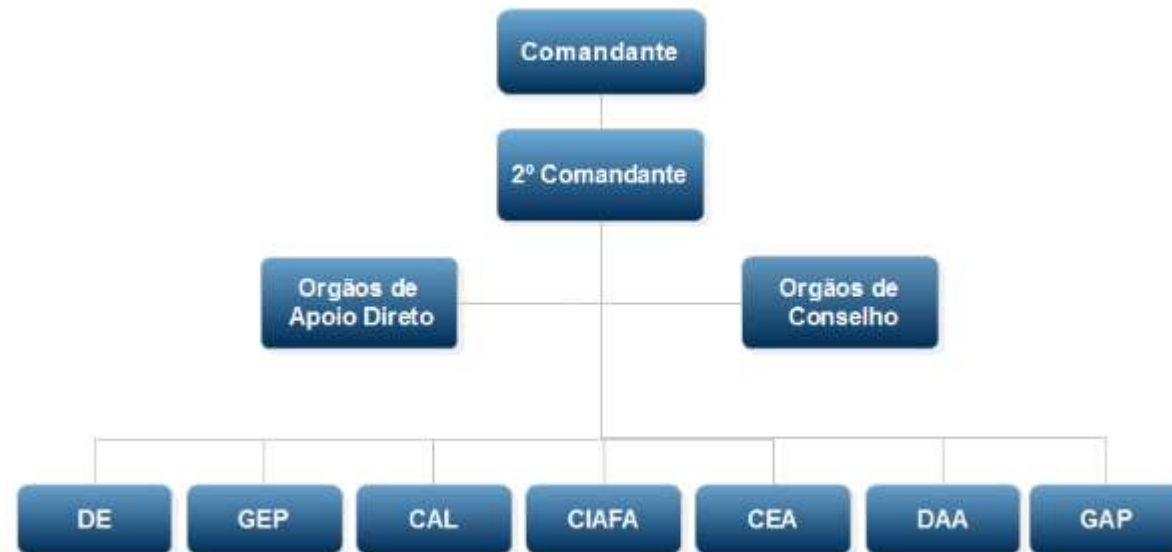 Comandante
2º Comandante
Orgãos de
Apoio Direto
Orgãos de
Conselho
DE
GEP
CAL
CIAFA
CEA
DAA
GAP